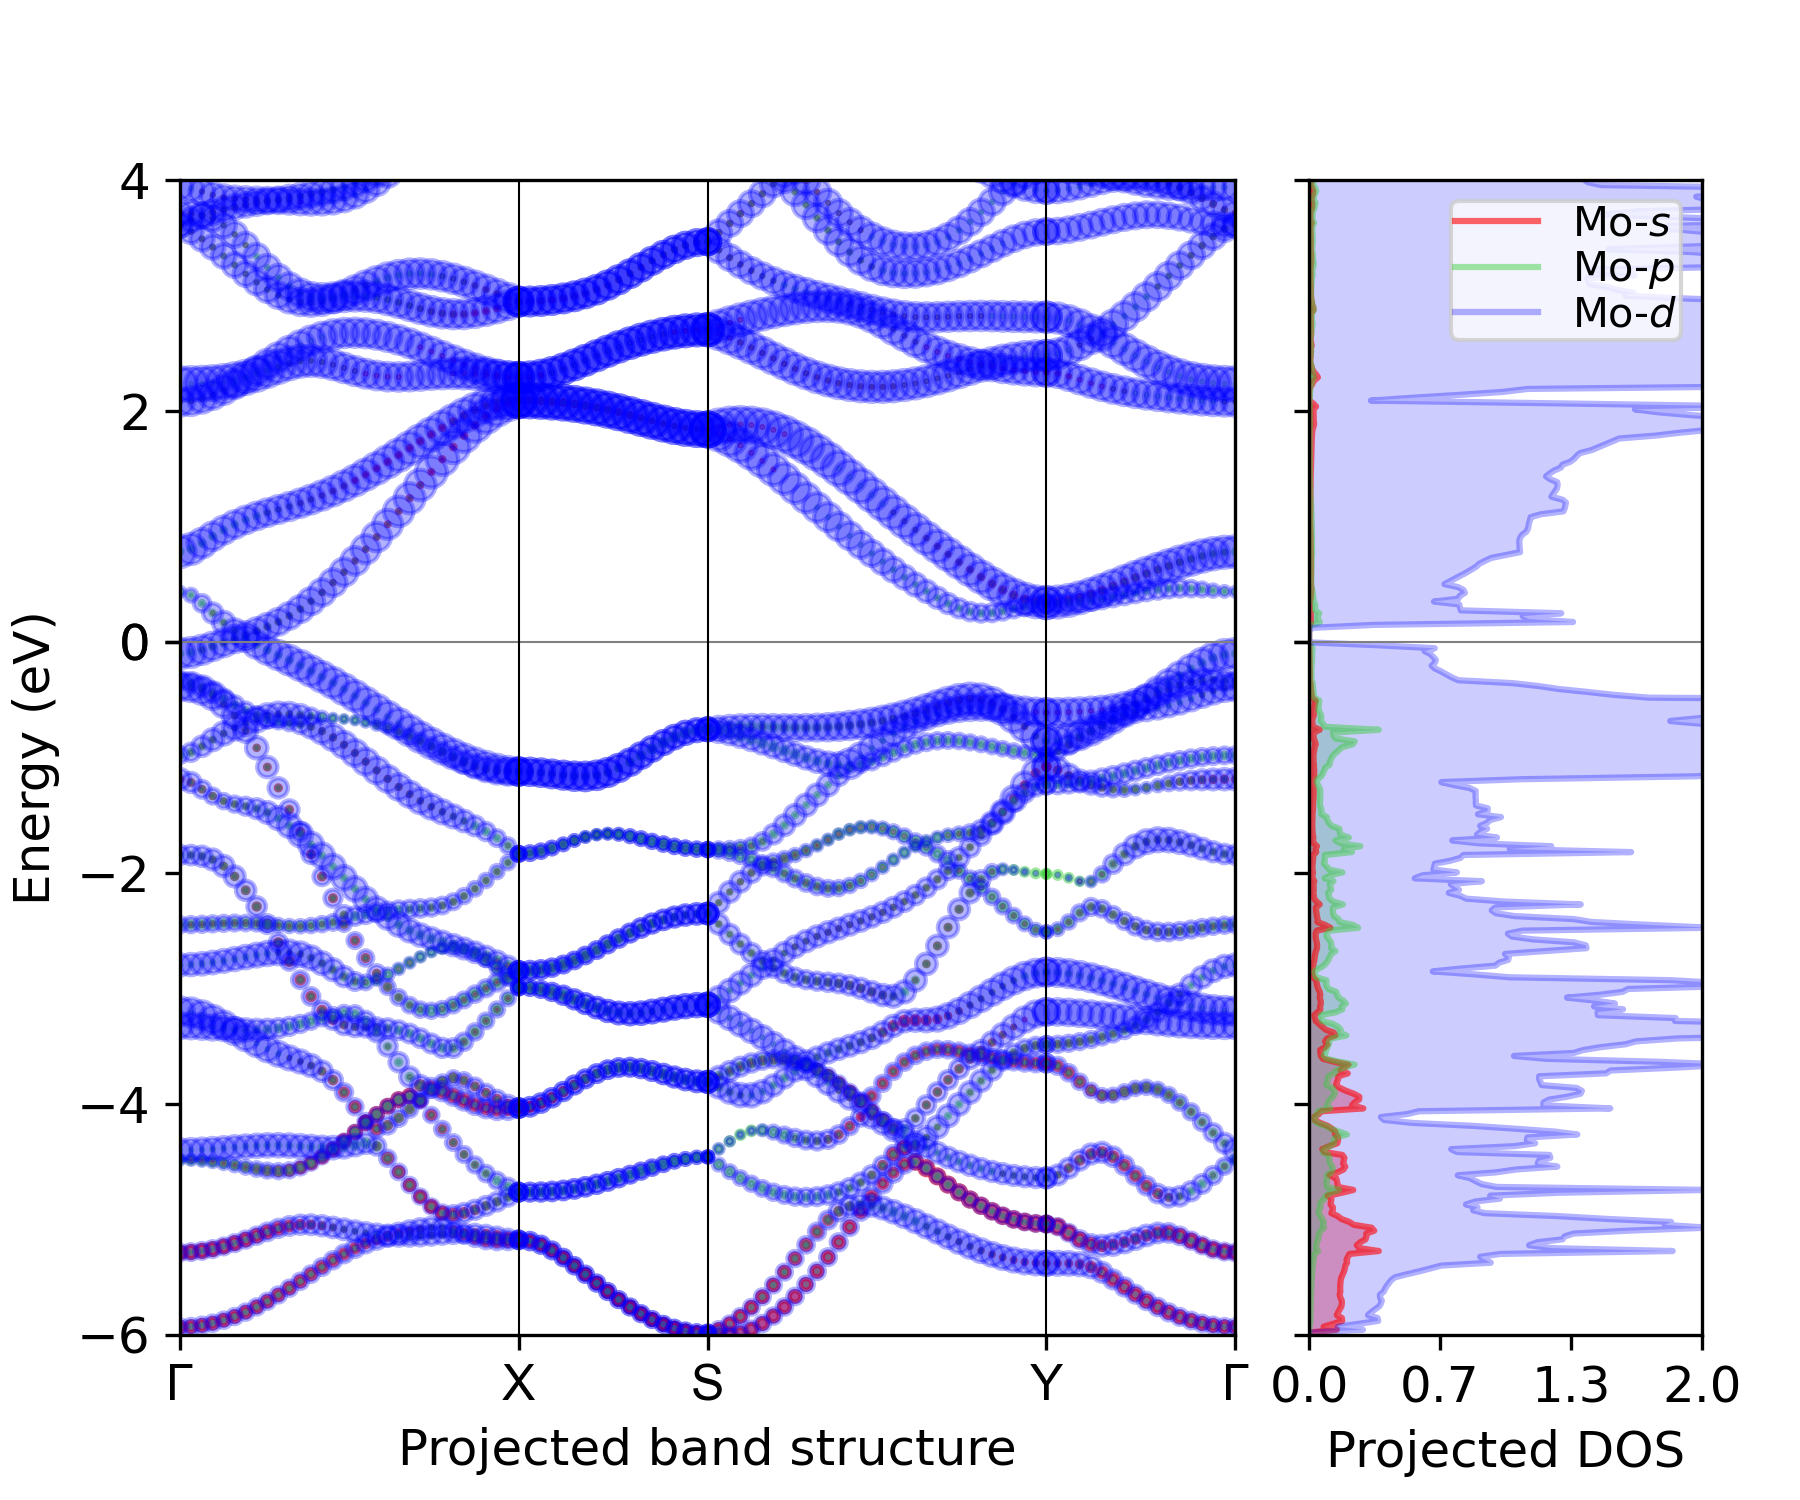 4
2
0
−2
−4
−6
Energy (eV)
Γ
X
S
Y
Γ
Projected band structure
Mo-s
Mo-p
Mo-d
0.0
0.7
1.3
2.0
Projected DOS